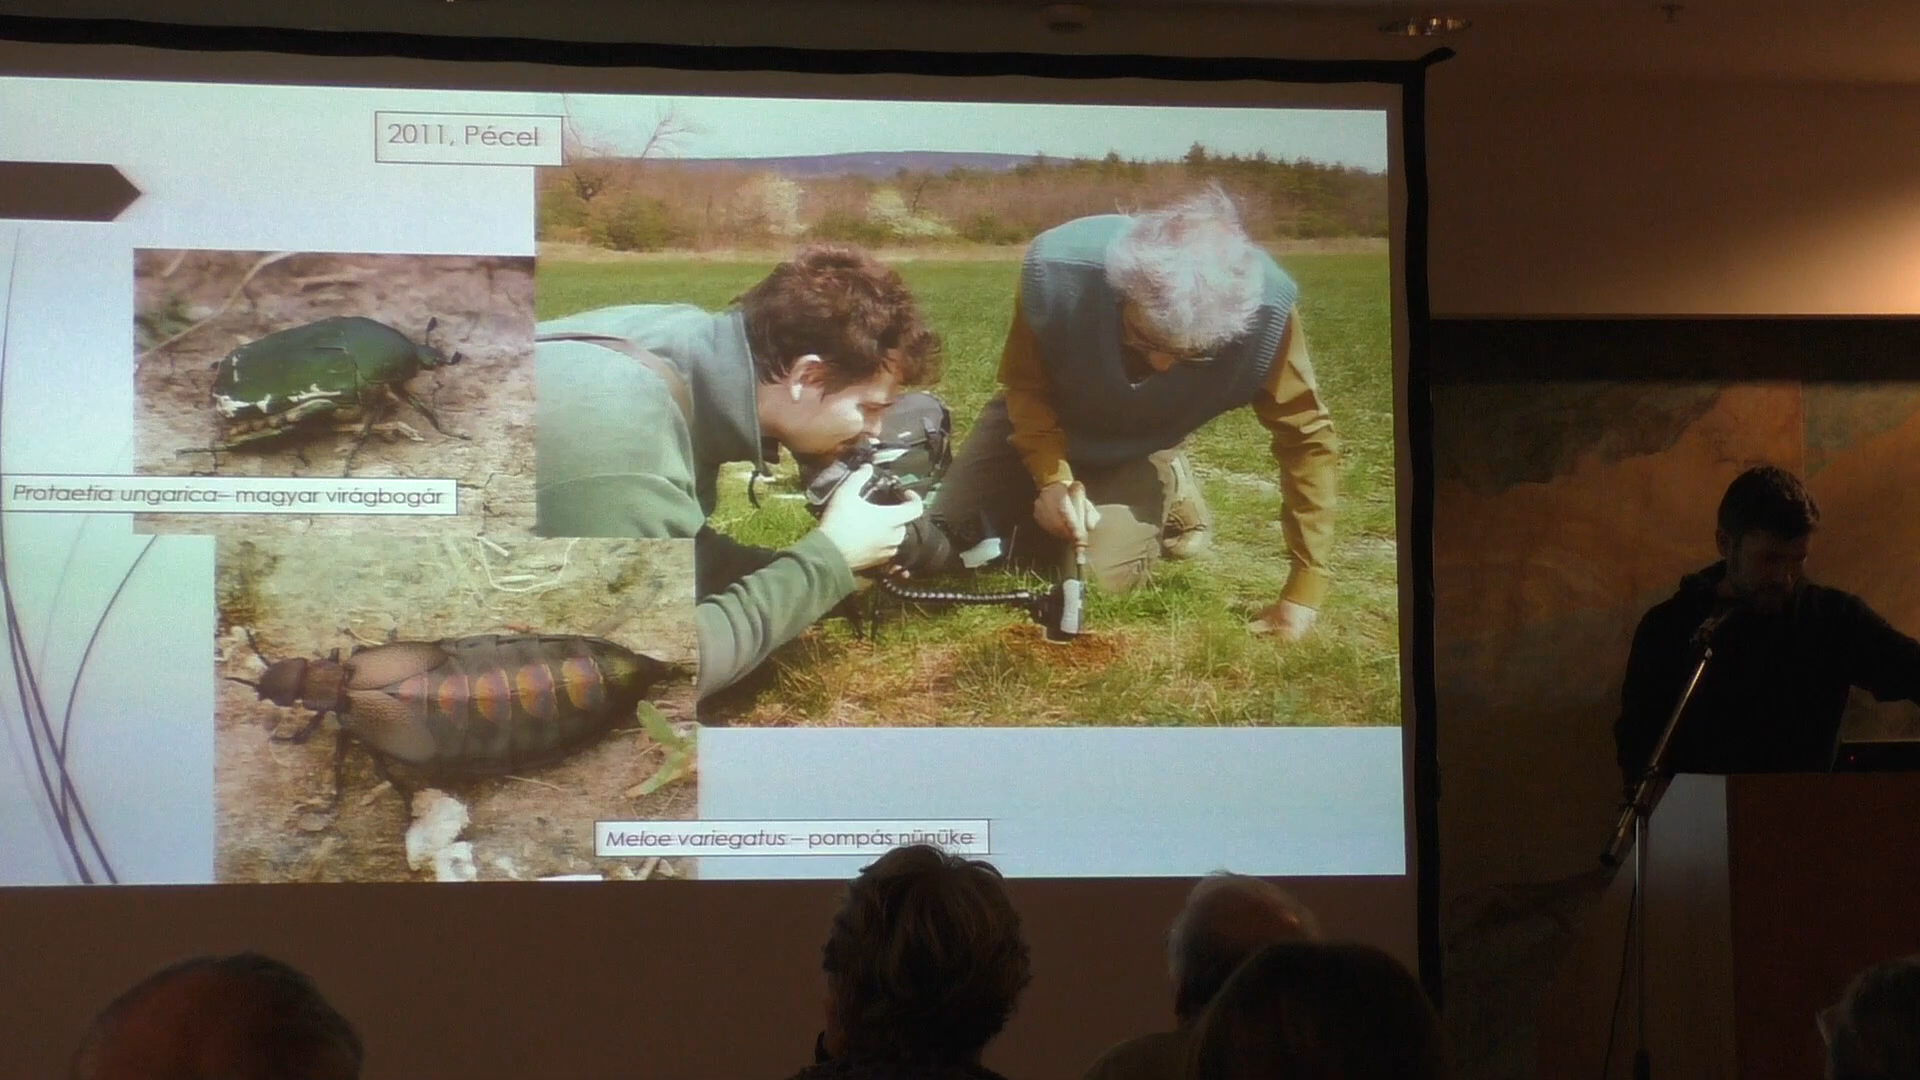 2011, Pécel
Protaetia ungarica– magyar virágbogár
Meloe variegatus – pompás nünüke